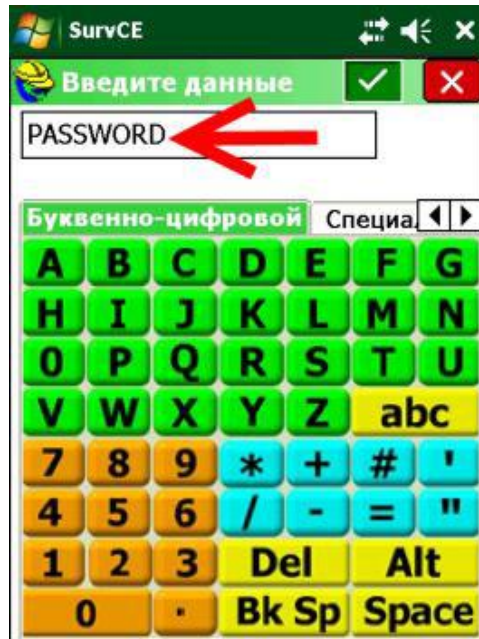 SurvCE
Введите данные
PASSWORD
Буквенно-цифровой Специа
A B C D E F G
H I J K L M N
O P Q R S T U
V W X Y Z abc
7 8 9 * + # '
4 5 6 / - = "
1 2 3 Del Alt
0 . Bk Sp Space